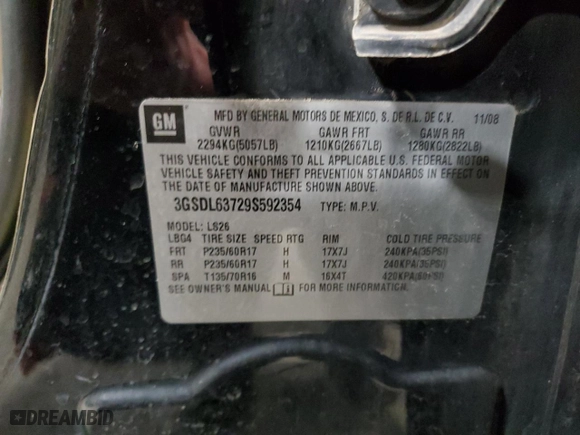 GM
MFD BY GENERAL MOTORS DE MEXICO, S. DE R.L. DE C.V. 11/08
GVWR GAWR FRT GAWR RR
2294KG(5057LB) 1210KG(2667LB) 1280KG(2822LB)
THIS VEHICLE CONFORMS TO ALL APPLICABLE U.S. FEDERAL MOTOR
VEHICLE SAFETY AND THEFT PREVENTION STANDARDS IN EFFECT ON
THE DATE OF MANUFACTURE SHOWN ABOVE.
3GSDL63729S592354 TYPE: M.P.V.
MODEL: LS26
LBG4 TIRE SIZE SPEED RTG RIM COLD TIRE PRESSURE
FRT P235/60R17 H 17X7J 240KPA(35PSI)
RR P235/60R17 H 17X7J 240KPA(35PSI)
SPA T135/70R16 M 16X4T 420KPA(60PSI)
SEE OWNER'S MANUAL FOR MORE INFORMATION
DREAMBID